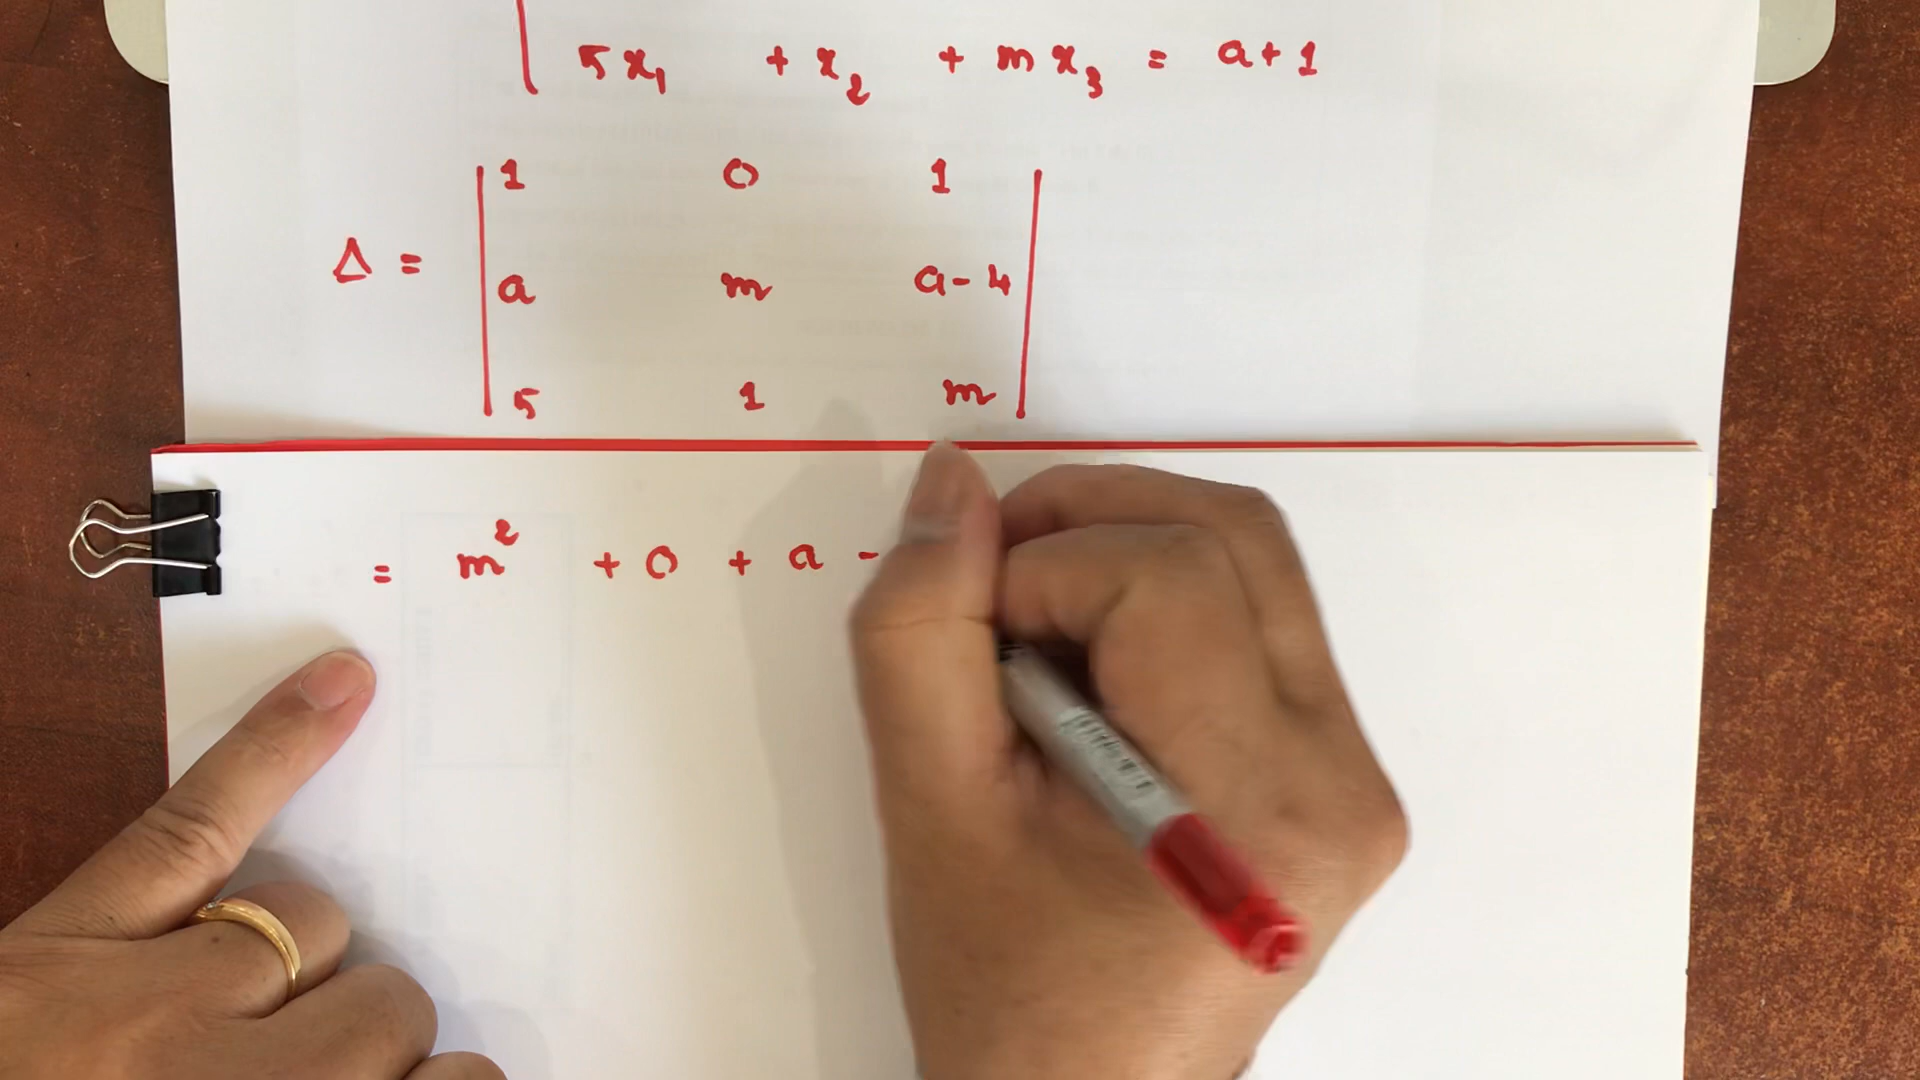 5x₁ + x₂ + mx₃ = a+1
1 0 1
Δ = a m a-4
5 1 m
= m² + 0 + a -